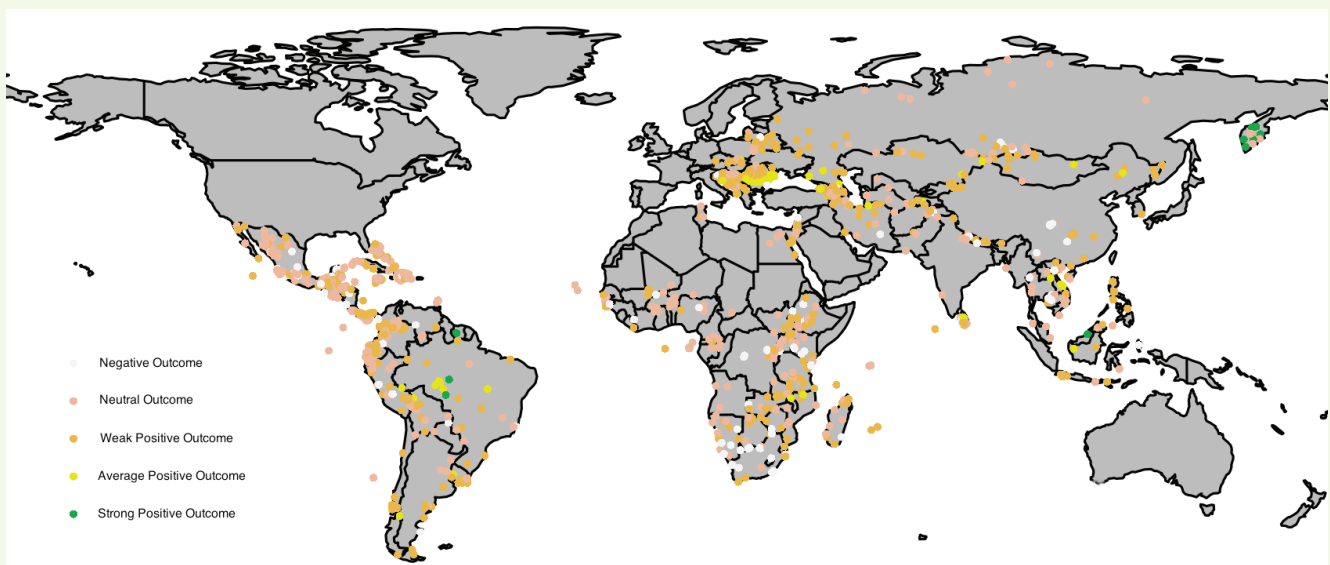 Negative Outcome
Neutral Outcome
Weak Positive Outcome
Average Positive Outcome
Strong Positive Outcome